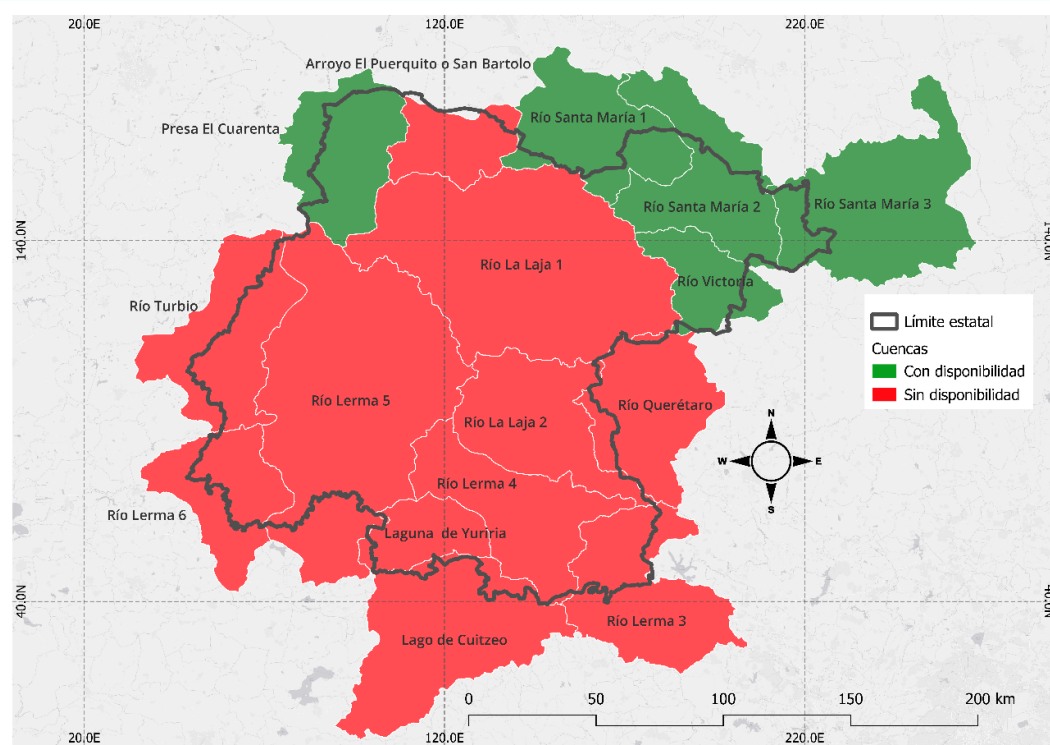 20.0E
120.0E
220.0E
Arroyo El Puerquito o San Bartolo
Río Santa María 1
Presa El Cuarenta
Río Santa María 2
Río Santa María 3
140.0N
140.0N
Río La Laja 1
Río Victoria
Río Turbio
Límite estatal
Cuencas
Con disponibilidad
Sin disponibilidad
Río Lerma 5
Río Querétaro
Río La Laja 2
N
W
E
S
Río Lerma 4
Río Lerma 6
Laguna de Yuriria
40.0N
40.0N
Río Lerma 3
Lago de Cuitzeo
0
50
100
150
200 km
20.0E
120.0E
220.0E